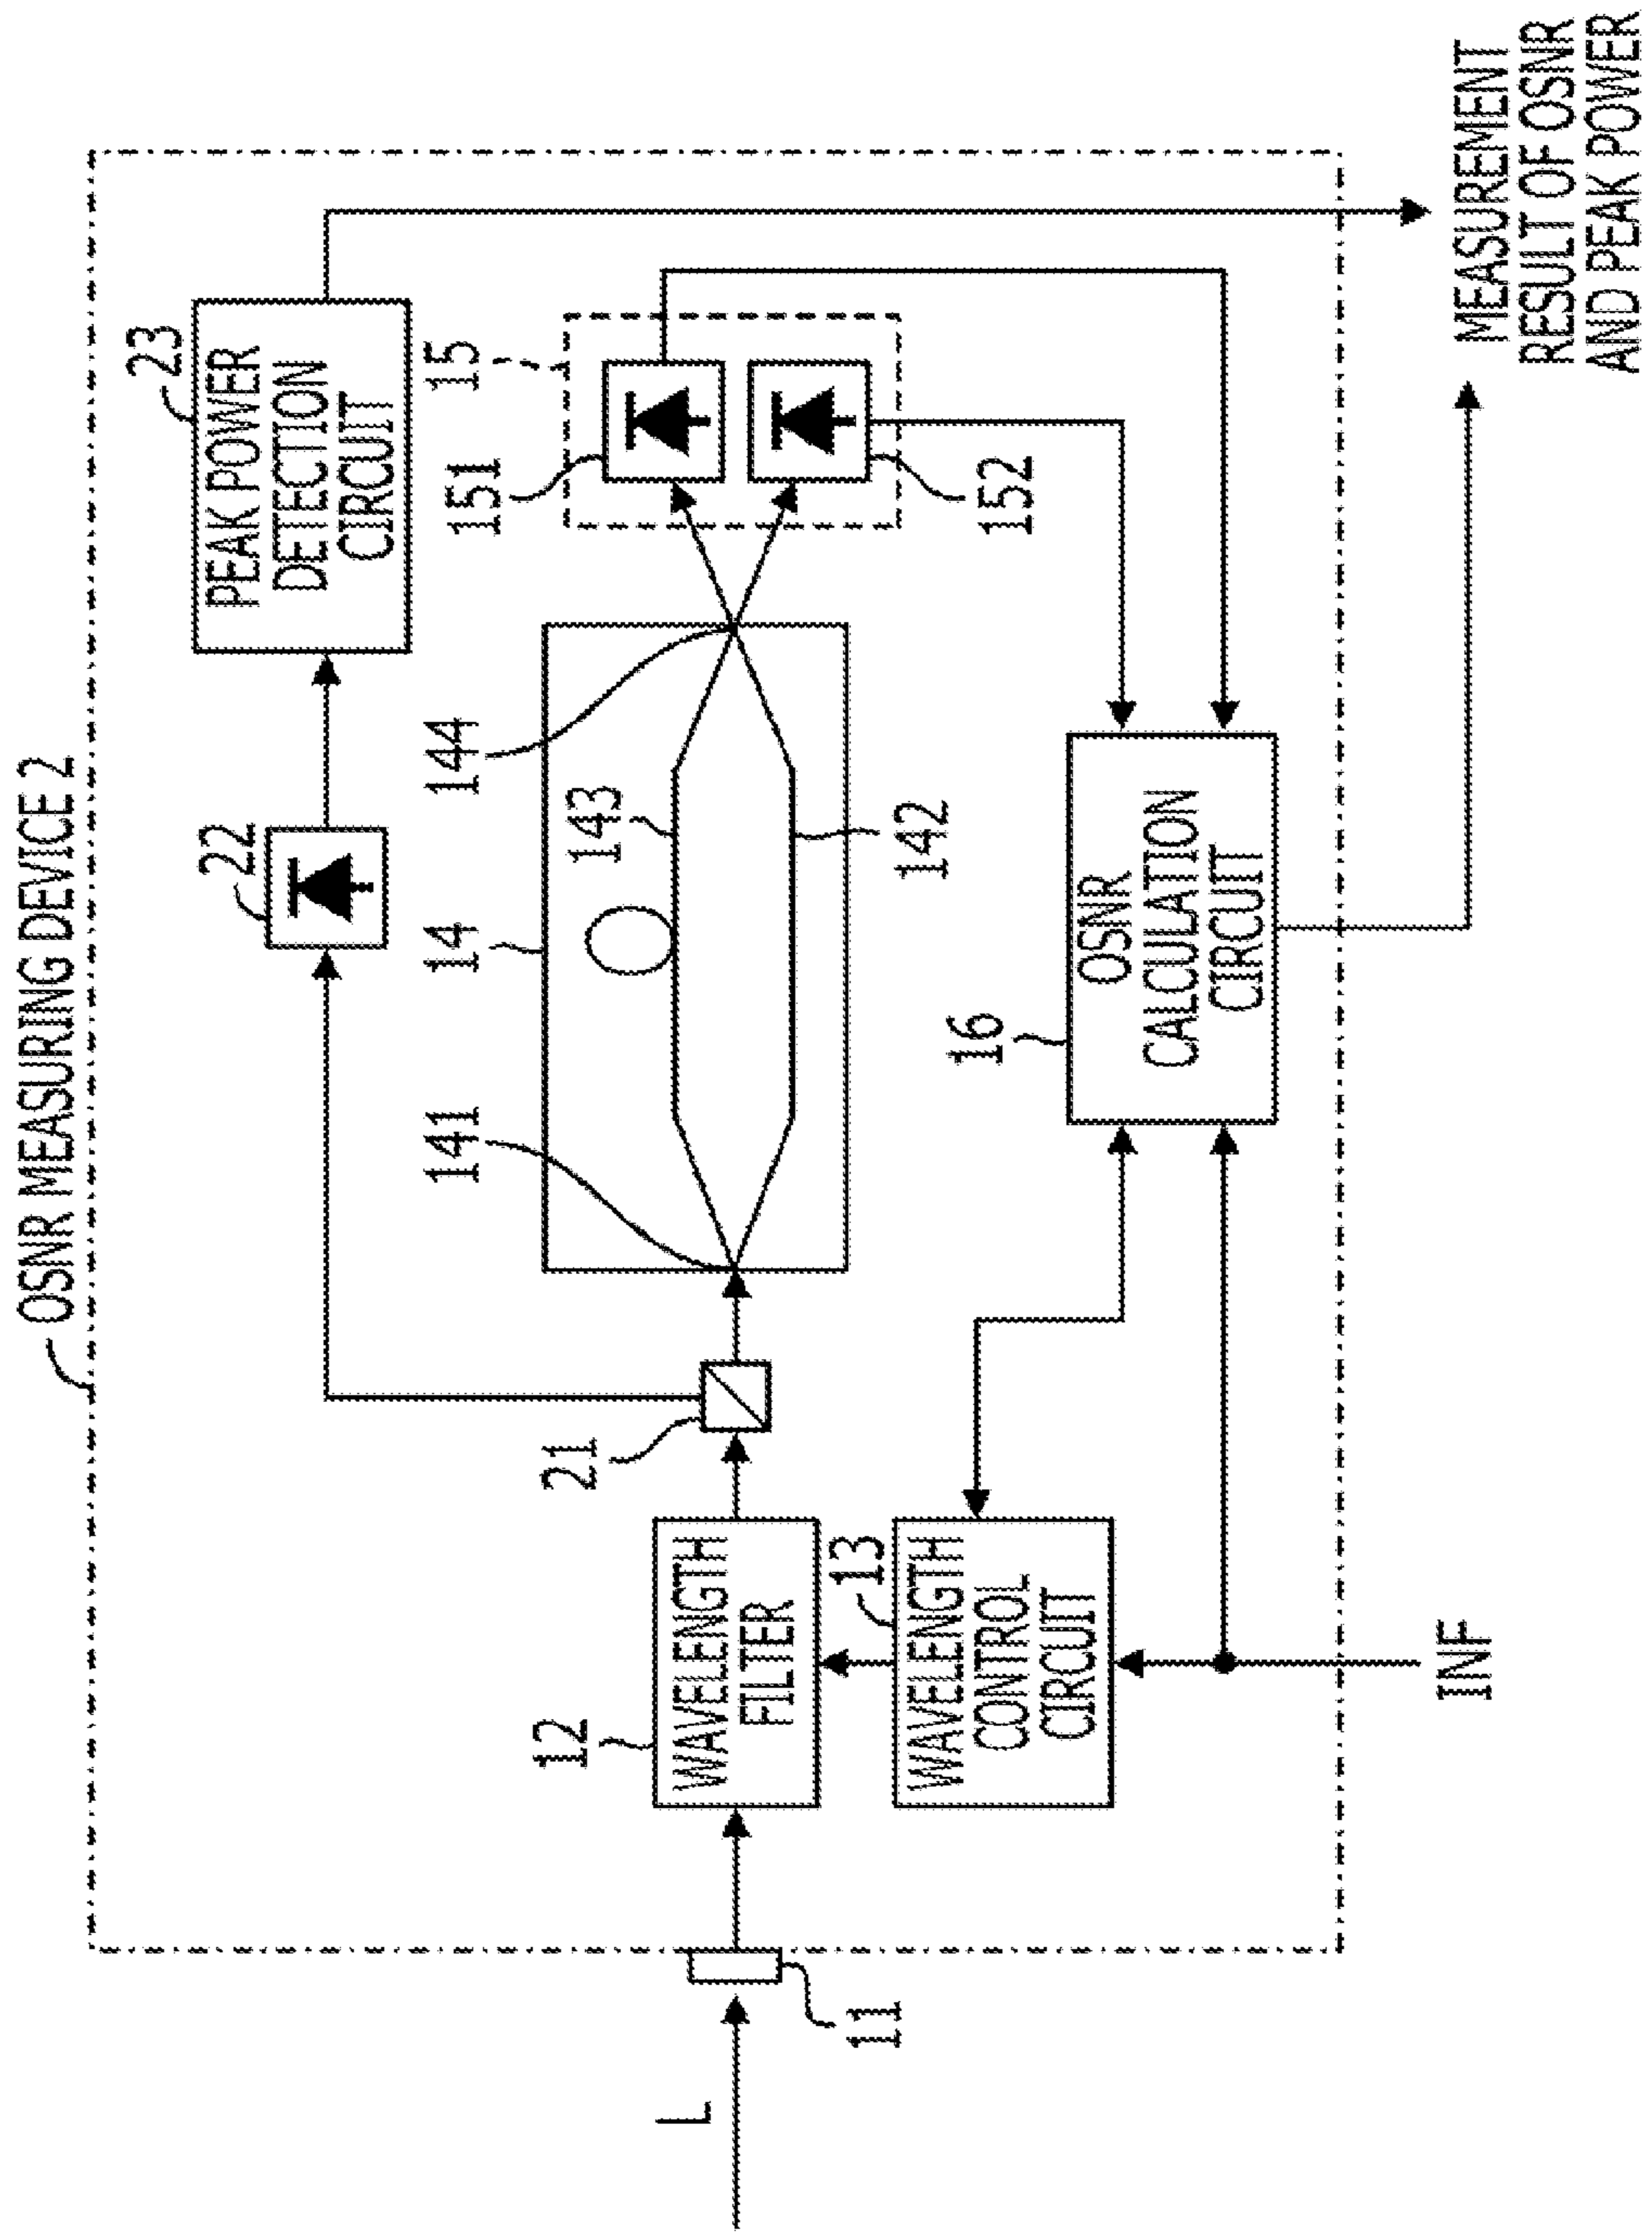 OSNR MEASURING DEVICE 2
23
PEAK POWER
DETECTION
CIRCUIT
22
15
151
152
144
14
143
142
141
21
12
WAVELENGTH
FILTER
13
WAVELENGTH
CONTROL
CIRCUIT
16
OSNR
CALCULATION
CIRCUIT
L
11
INF
MEASUREMENT
RESULT OF OSNR
AND PEAK POWER